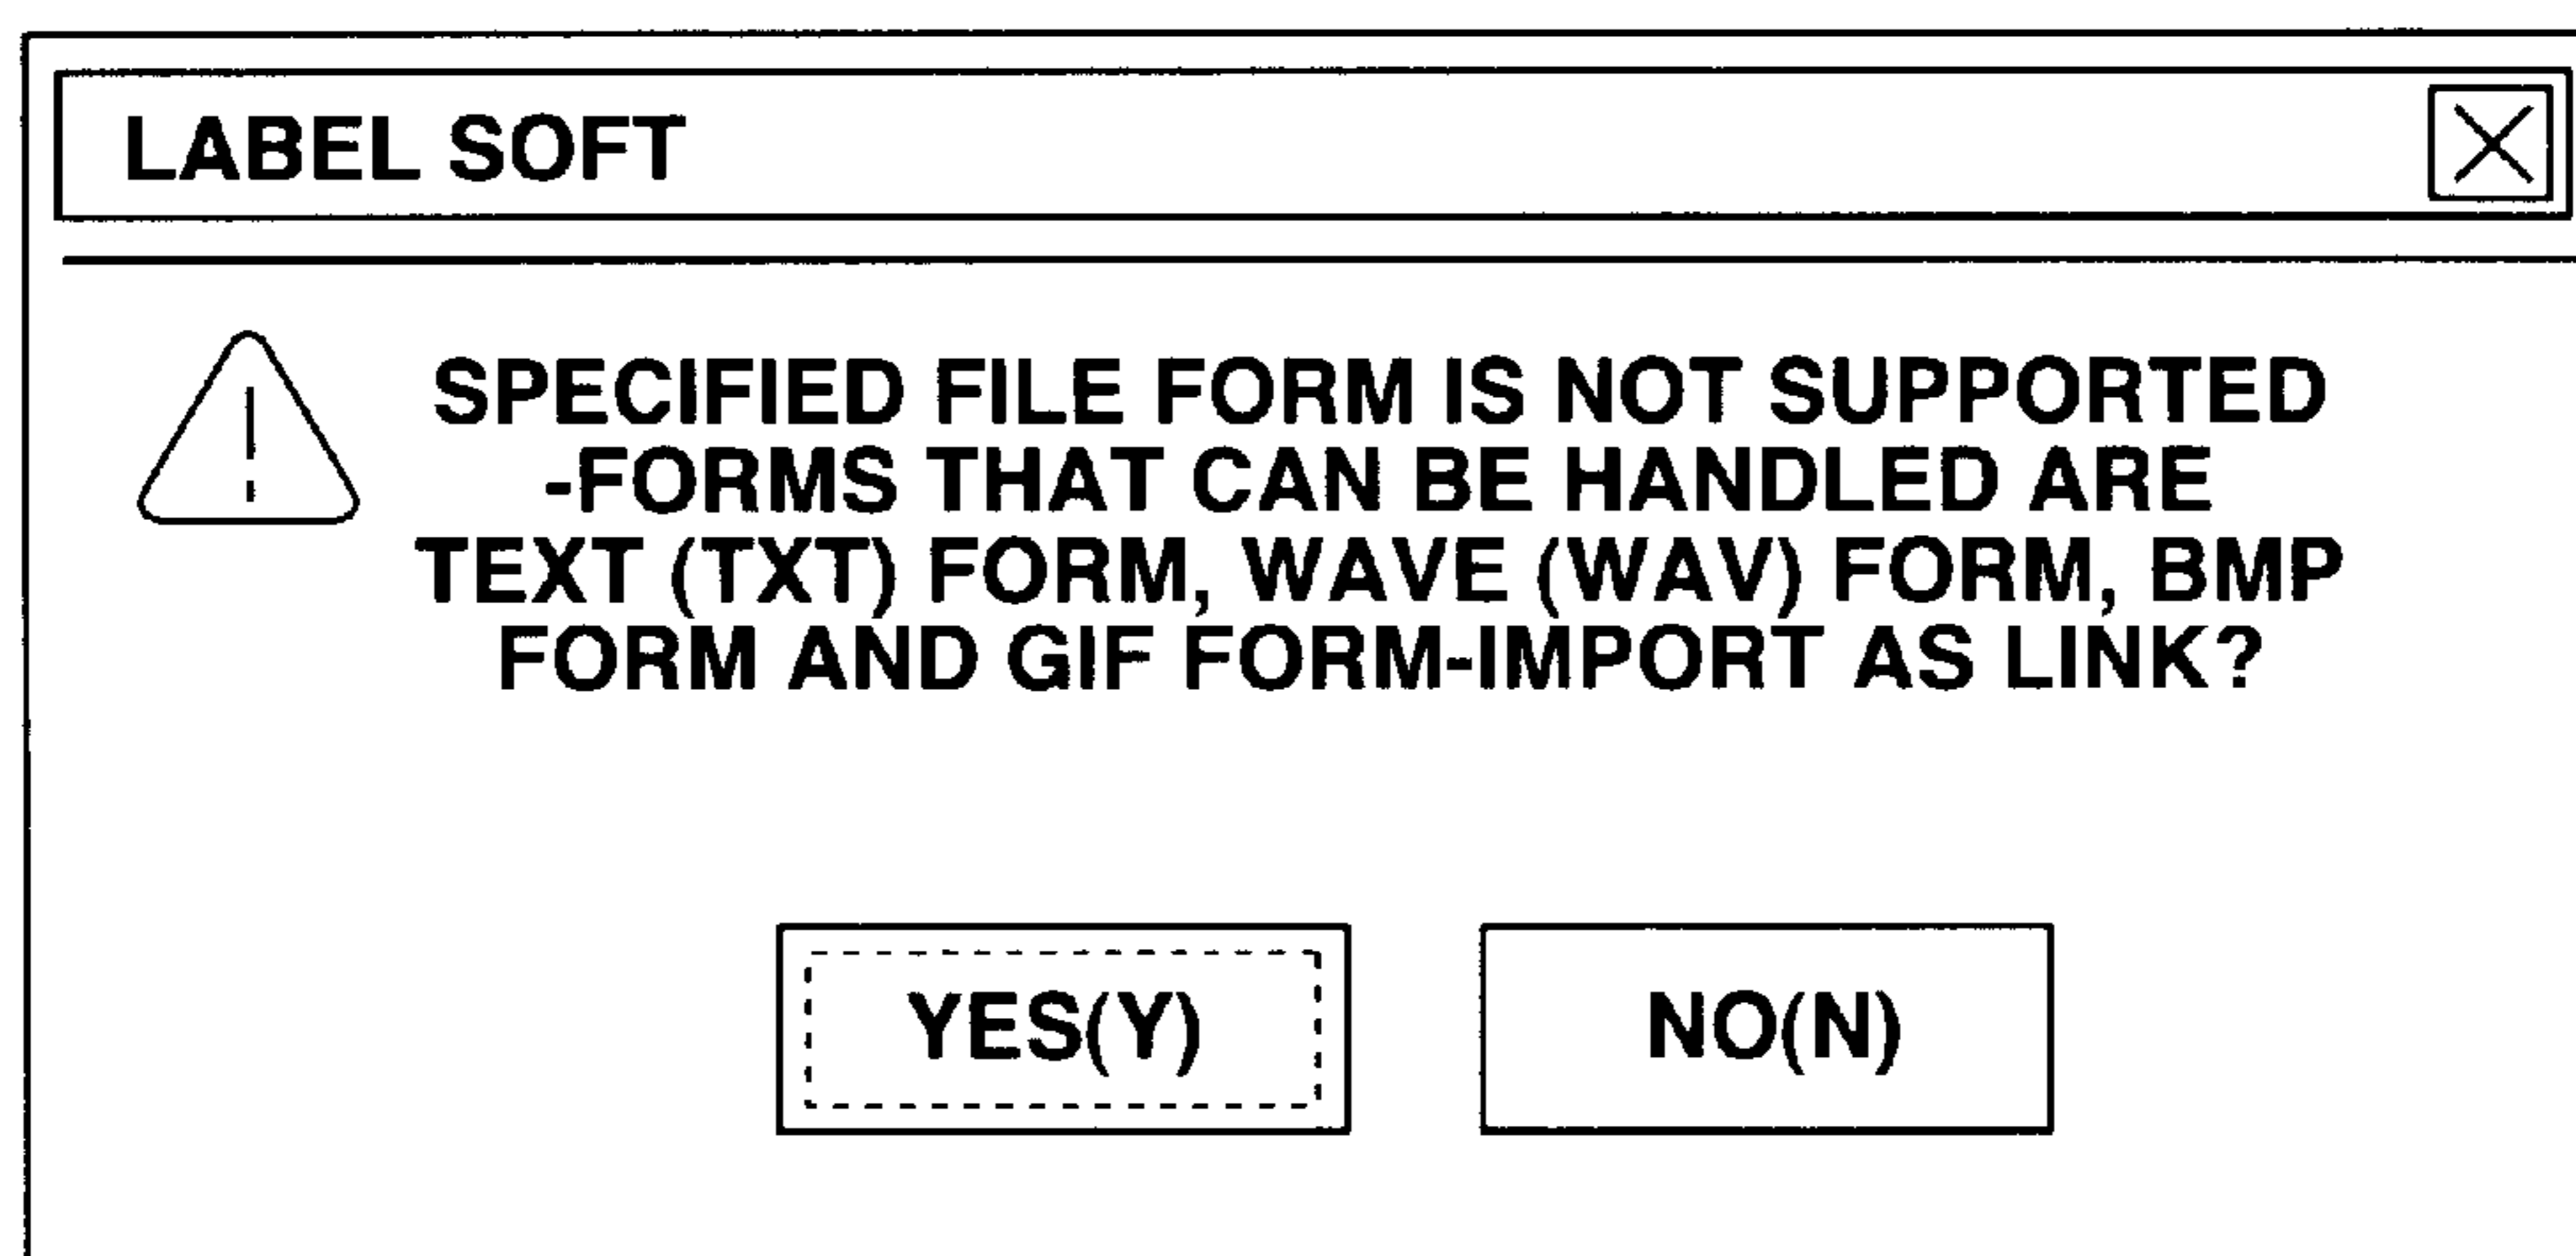 LABEL SOFT
SPECIFIED FILE FORM IS NOT SUPPORTED
-FORMS THAT CAN BE HANDLED ARE
TEXT (TXT) FORM, WAVE (WAV) FORM, BMP
FORM AND GIF FORM-IMPORT AS LINK?
YES(Y) NO(N)